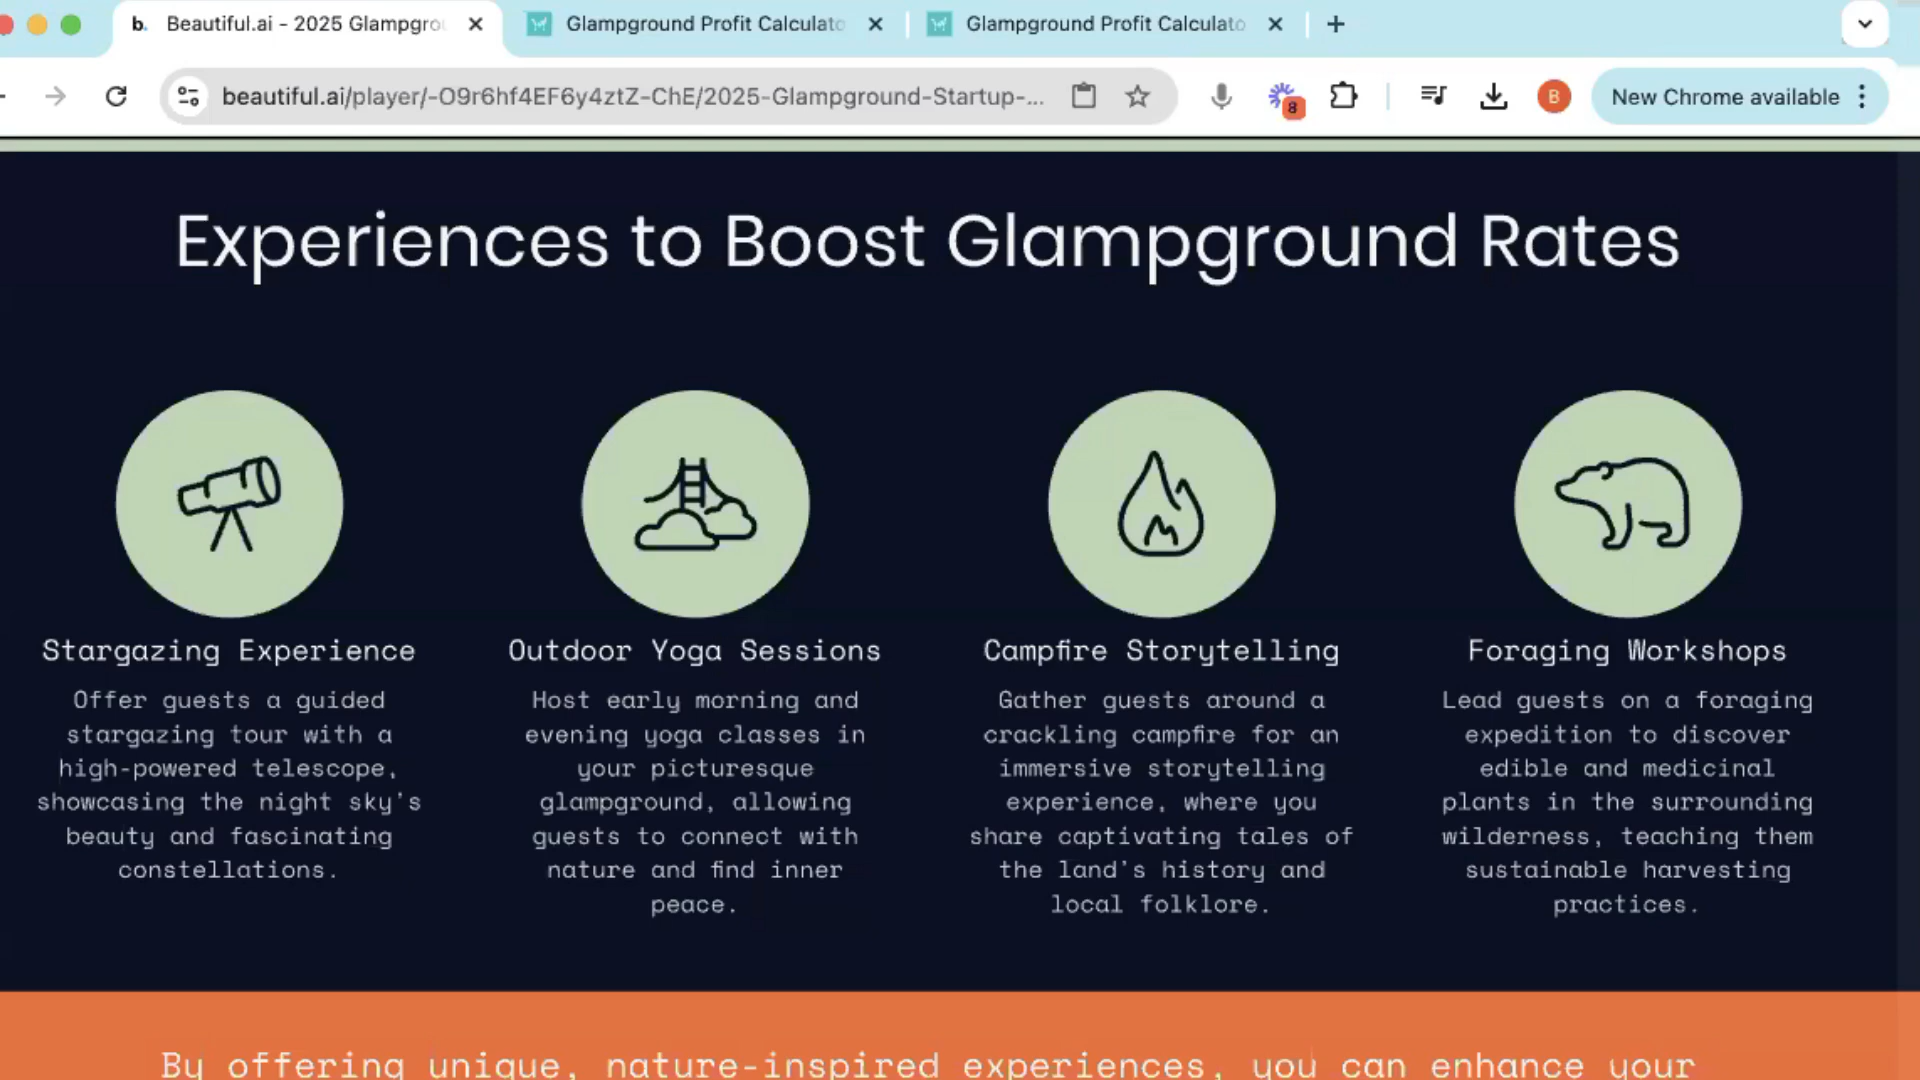 b. Beautiful.ai - 2025 Glampgro
Glampground Profit Calculato
Glampground Profit Calculato
beautiful.ai/player/-O9r6hf4EF6y4ztZ-ChE/2025-Glampground-Startup-...
8
B
New Chrome available
Experiences to Boost Glampground Rates
Stargazing Experience
Offer guests a guided
stargazing tour with a
high-powered telescope,
showcasing the night sky's
beauty and fascinating
constellations.
Outdoor Yoga Sessions
Host early morning and
evening yoga classes in
your picturesque
glampground, allowing
guests to connect with
nature and find inner
peace.
Campfire Storytelling
Gather guests around a
crackling campfire for an
immersive storytelling
experience, where you
share captivating tales of
the land's history and
local folklore.
Foraging Workshops
Lead guests on a foraging
expedition to discover
edible and medicinal
plants in the surrounding
wilderness, teaching them
sustainable harvesting
practices.
By offering unique, nature-inspired experiences, you can enhance your